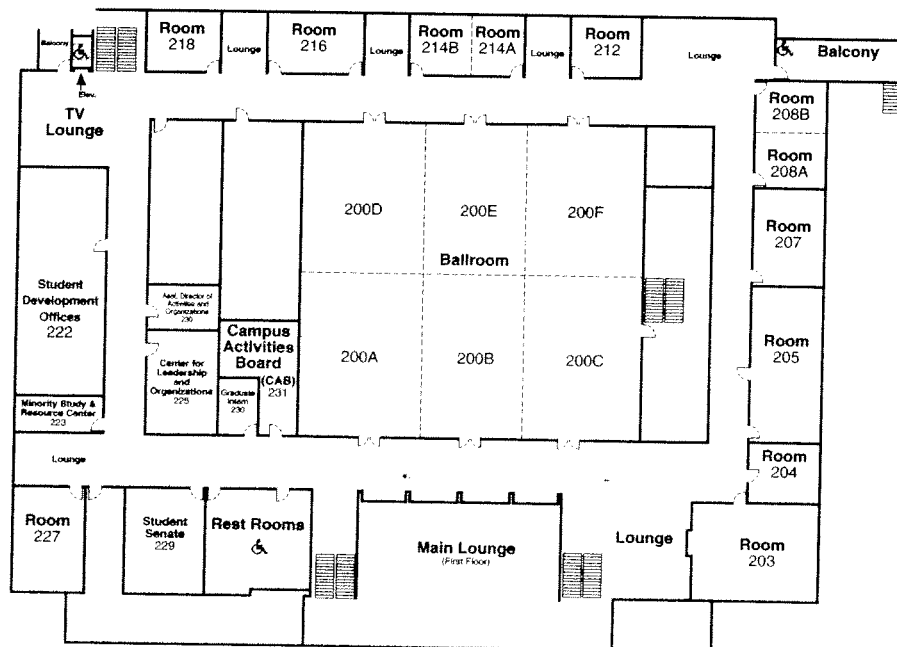 Room
218
Lounge
Room
216
Lounge
Room
214B
Room
214A
Lounge
Room
212
Lounge
Balcony
Balcony
Elev.
TV
Lounge
Room
208B
Room
208A
200D
200E
200F
Ballroom
Room
207
Student
Development
Offices
222
Asst. Director of
Activities and
Organizations
230
Campus
Activities
Board
(CAB)
231
200A
200B
200C
Room
205
Carrier for
Leadership
and
Organizations
225
Graduate
Intern
230
Minority Study &
Resource Center
223
Lounge
Room
204
Room
227
Student
Senate
229
Rest Rooms
Main Lounge
(First Floor)
Lounge
Room
203